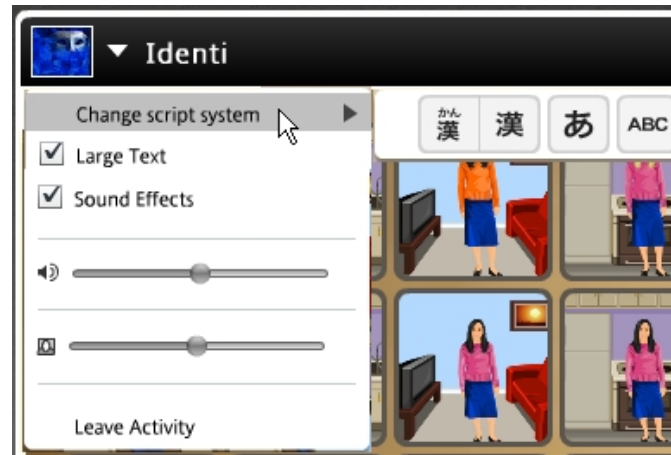 Identi
Change script system
かん
漢 漢 あ ABC
Large Text
Sound Effects
Leave Activity